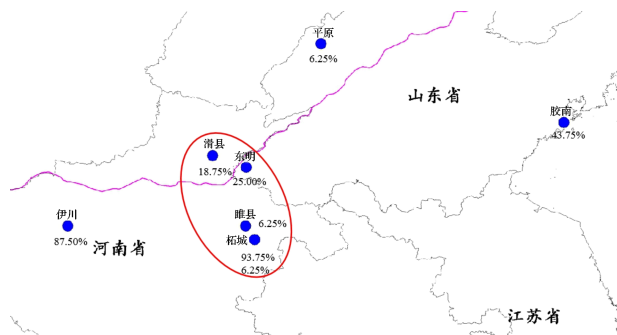 平原
6.25%
山东省
胶南
43.75%
滑县
18.75%
东明
25.00%
伊川
87.50%
河南省
睢县
6.25%
柘城
93.75%
6.25%
江苏省